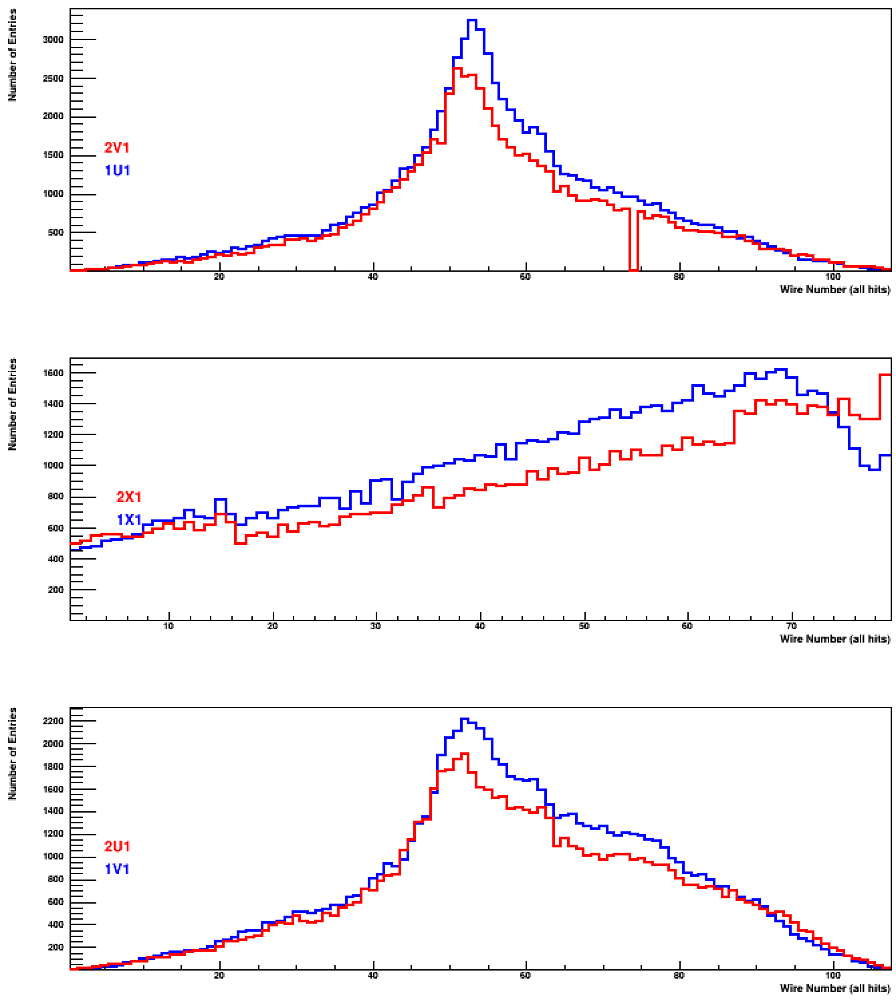 Number of Entries
3000
2500
2000
1500
1000
500
2V1
1U1
20 40 60 80 100
Wire Number (all hits)
Number of Entries
1600
1400
1200
1000
800
600
400
200
2X1
1X1
10 20 30 40 50 60 70
Wire Number (all hits)
Number of Entries
2200
2000
1800
1600
1400
1200
1000
800
600
400
200
2U1
1V1
20 40 60 80 100
Wire Number (all hits)